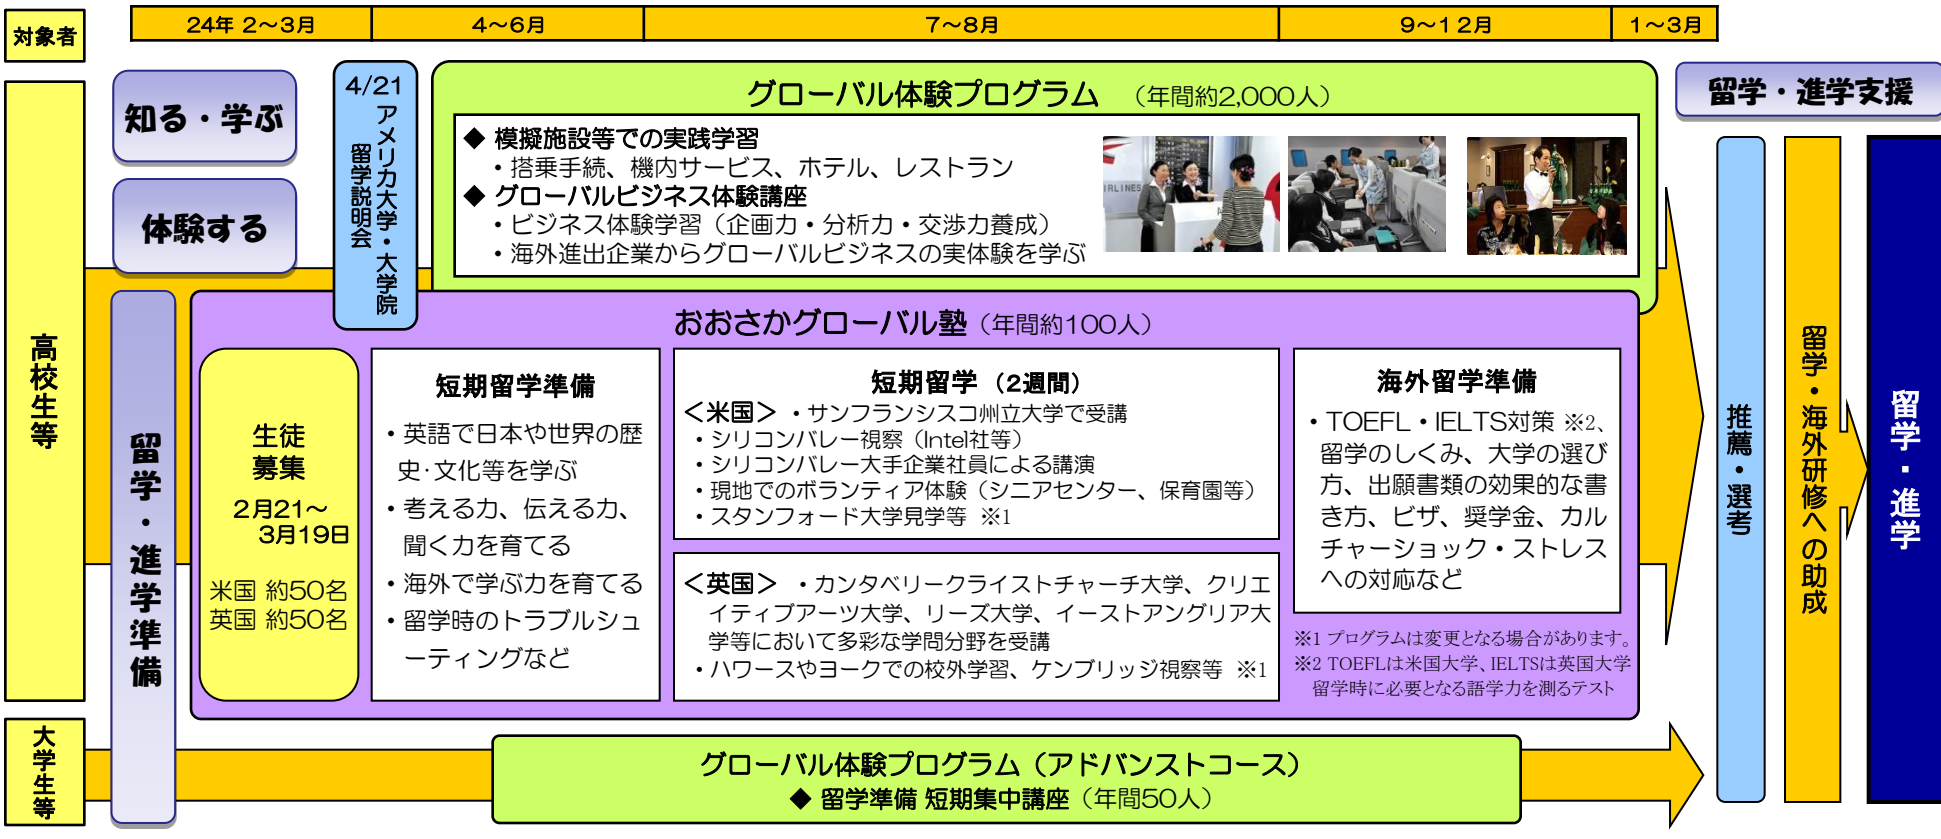 対象者
24年 2～3月
4～6月
7～8月
9～12月
1～3月
高校生等
知る・学ぶ
体験する
4/21
アメリカ大学・大学院
留学説明会
グローバル体験プログラム （年間約2,000人）
◆ 模擬施設等での実践学習
・搭乗手続、機内サービス、ホテル、レストラン
◆ グローバルビジネス体験講座
・ビジネス体験学習（企画力・分析力・交渉力養成）
・海外進出企業からグローバルビジネスの実体験を学ぶ
RLINES
留学・進学準備
おおさかグローバル塾（年間約100人）
生徒
募集
2月21～
3月19日
米国 約50名
英国 約50名
短期留学準備
・英語で日本や世界の歴
史・文化等を学ぶ
・考える力、伝える力、
聞く力を育てる
・海外で学ぶ力を育てる
・留学時のトラブルシュ
ーティングなど
短期留学（2週間）
＜米国＞ ・サンフランシスコ州立大学で受講
・シリコンバレー視察（Intel社等）
・シリコンバレー大手企業社員による講演
・現地でのボランティア体験（シニアセンター、保育園等）
・スタンフォード大学見学等 ※1
＜英国＞ ・カンタベリークライストチャーチ大学、クリエ
イティブアーツ大学、リーズ大学、イーストアングリア大
学等において多彩な学問分野を受講
・ハワースやヨークでの校外学習、ケンブリッジ視察等 ※1
海外留学準備
・TOEFL・IELTS対策 ※2、
留学のしくみ、大学の選び
方、出願書類の効果的な書
き方、ビザ、奨学金、カル
チャーショック・ストレス
への対応など
※1 プログラムは変更となる場合があります。
※2 TOEFLは米国大学、IELTSは英国大学
留学時に必要となる語学力を測るテスト
大学生等
グローバル体験プログラム（アドバンストコース）
◆ 留学準備 短期集中講座（年間50人）
留学・進学支援
推薦・選考
留学・海外研修への助成
留学・進学